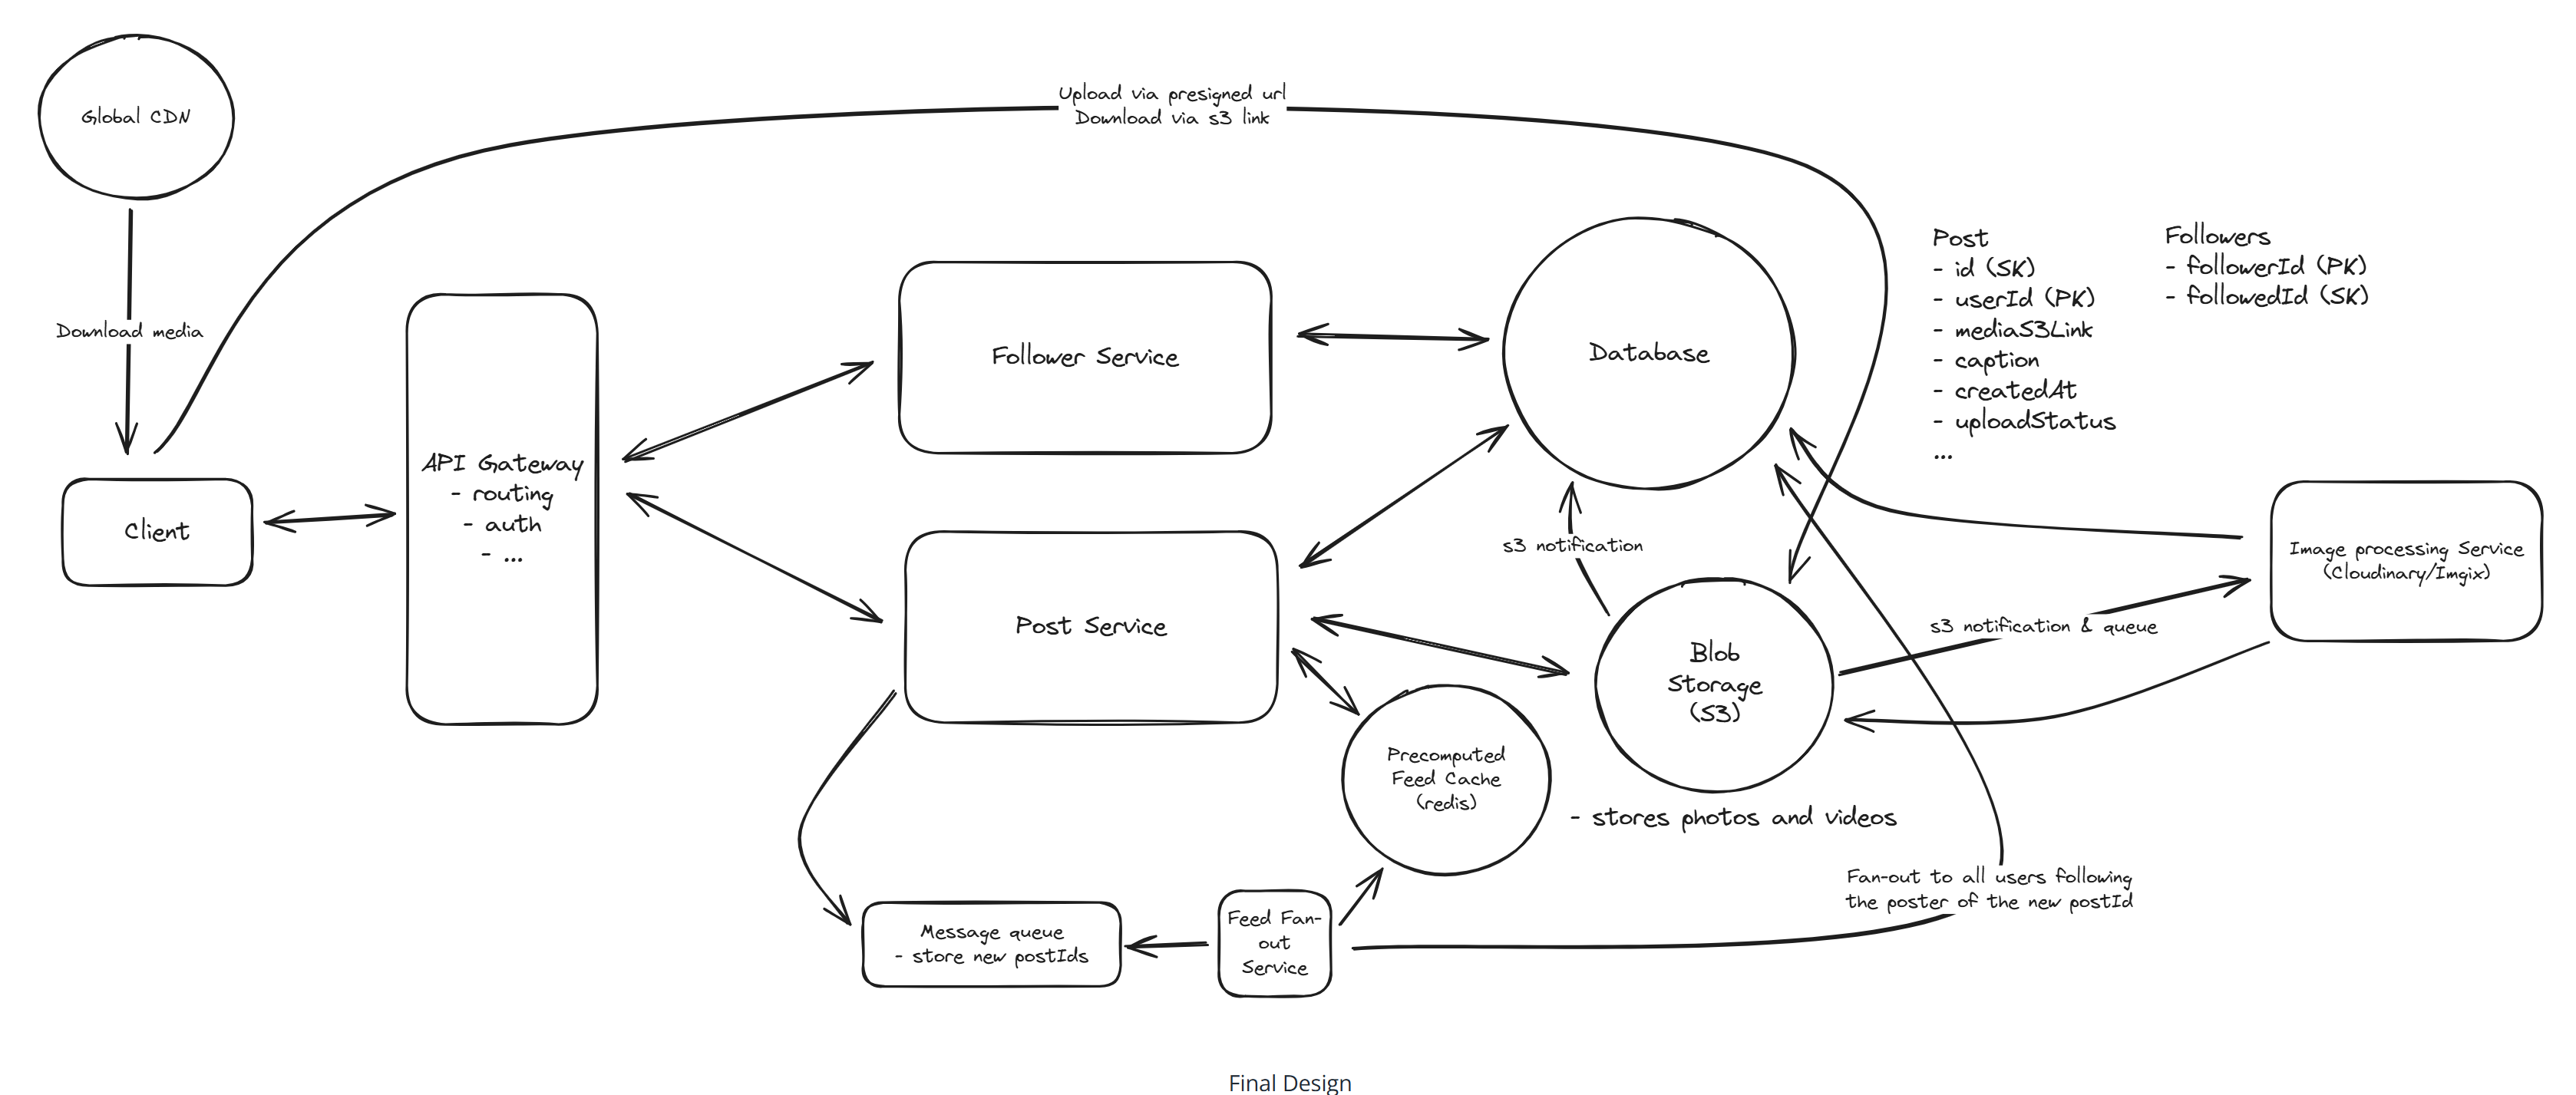 Global CDN
Upload via presigned url
Download via s3 link
Download media
Client
API Gateway
- routing
- auth
- ...
Follower Service
Post Service
Database
Post
- id (SK)
- userId (PK)
- mediaS3Link
- caption
- createdAt
- uploadStatus
...
Followers
- followerId (PK)
- followedId (SK)
s3 notification
Blob
Storage
(S3)
- stores photos and videos
s3 notification & queue
Image processing Service
(Cloudinary/Imgix)
Precomputed
Feed Cache
(redis)
Message queue
- store new postIds
Feed Fan-
out
Service
Fan-out to all users following
the poster of the new postId
Final Design